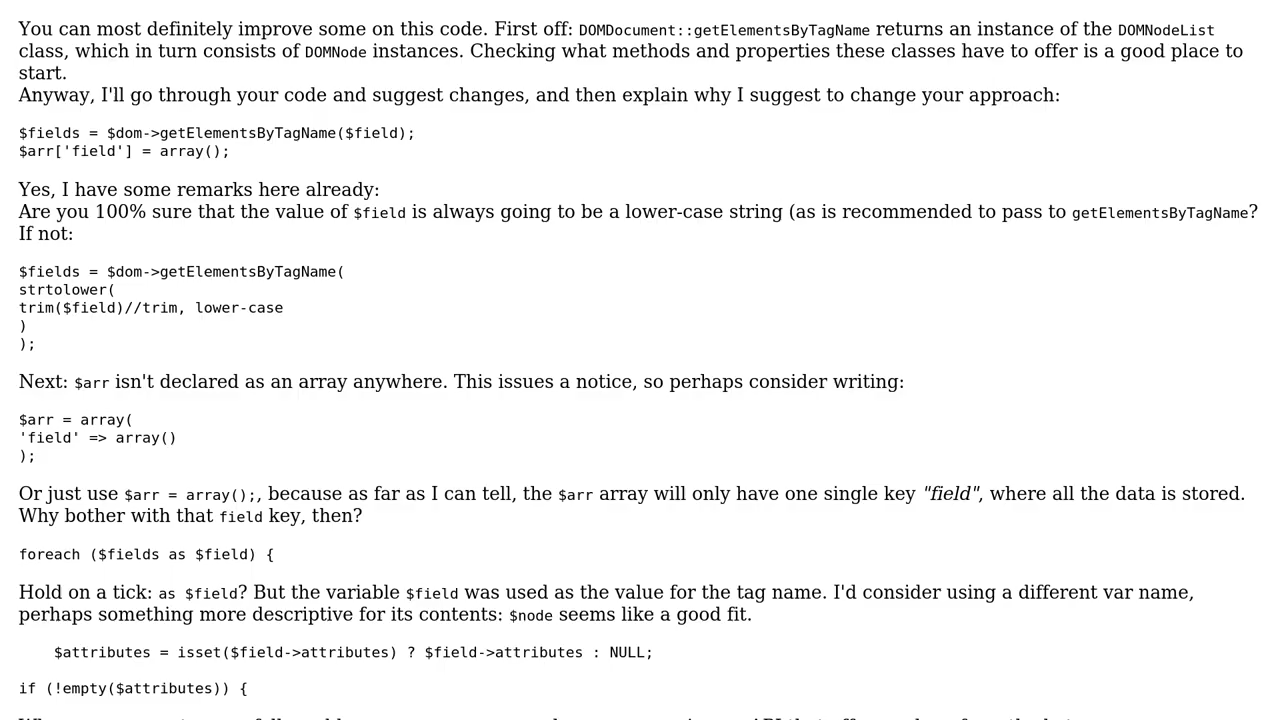 You can most definitely improve some on this code. First off: DOMDocument::getElementsByTagName returns an instance of the DOMNodeList
class, which in turn consists of DOMNode instances. Checking what methods and properties these classes have to offer is a good place to
start.
Anyway, I'll go through your code and suggest changes, and then explain why I suggest to change your approach:
$fields = $dom->getElementsByTagName($field);
$arr['field'] = array();
Yes, I have some remarks here already:
Are you 100% sure that the value of $field is always going to be a lower-case string (as is recommended to pass to getElementsByTagName?
If not:
$fields = $dom->getElementsByTagName(
strtolower(
trim($field)//trim, lower-case
)
);
Next: $arr isn't declared as an array anywhere. This issues a notice, so perhaps consider writing:
$arr = array(
'field' => array()
);
Or just use $arr = array();, because as far as I can tell, the $arr array will only have one single key "field", where all the data is stored.
Why bother with that field key, then?
foreach ($fields as $field) {
Hold on a tick: as $field? But the variable $field was used as the value for the tag name. I'd consider using a different var name,
perhaps something more descriptive for its contents: $node seems like a good fit.
$attributes = isset($field->attributes) ? $field->attributes : NULL;
if (!empty($attributes)) {